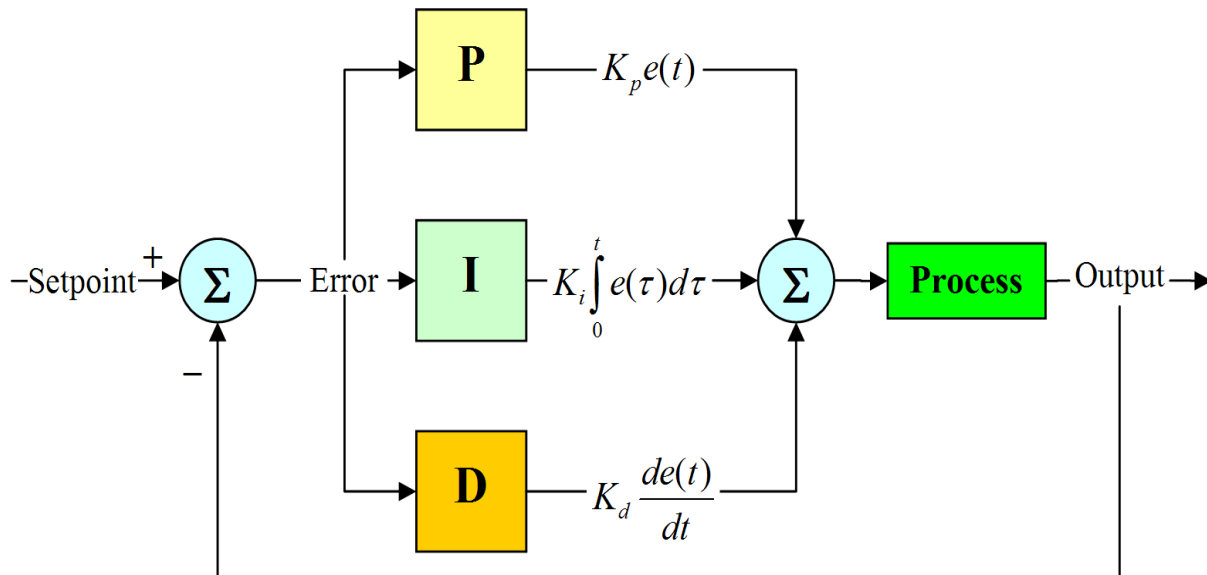 P
K_p e(t)
Setpoint
+
Σ
Error
I
K_i ∫_0^t e(τ)dτ
Σ
Process
Output
−
D
K_d de(t)/dt